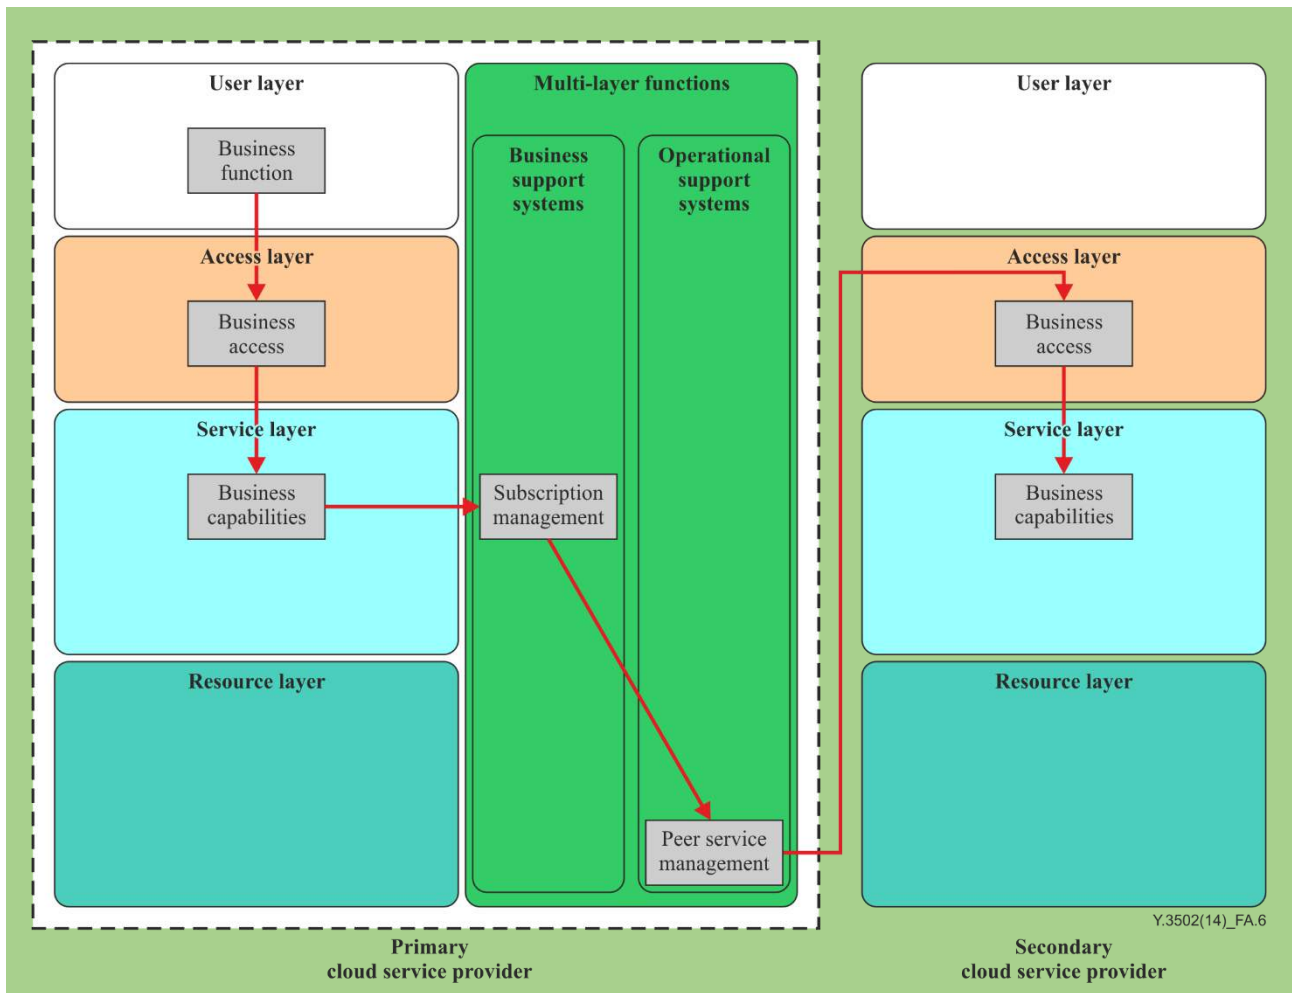 User layer
Multi-layer functions
User layer
Business
function
Business
support
systems
Operational
support
systems
Access layer
Access layer
Business
access
Business
access
Service layer
Service layer
Business
capabilities
Subscription
management
Business
capabilities
Resource layer
Resource layer
Peer service
management
Y.3502(14)_FA.6
Primary
cloud service provider
Secondary
cloud service provider